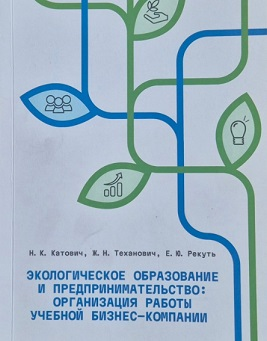 Н. К. Катович, Ж. Н. Теханович, Е. Ю. Рекуть
ЭКОЛОГИЧЕСКОЕ ОБРАЗОВАНИЕ
И ПРЕДПРИНИМАТЕЛЬСТВО:
ОРГАНИЗАЦИЯ РАБОТЫ
УЧЕБНОЙ БИЗНЕС-КОМПАНИИ